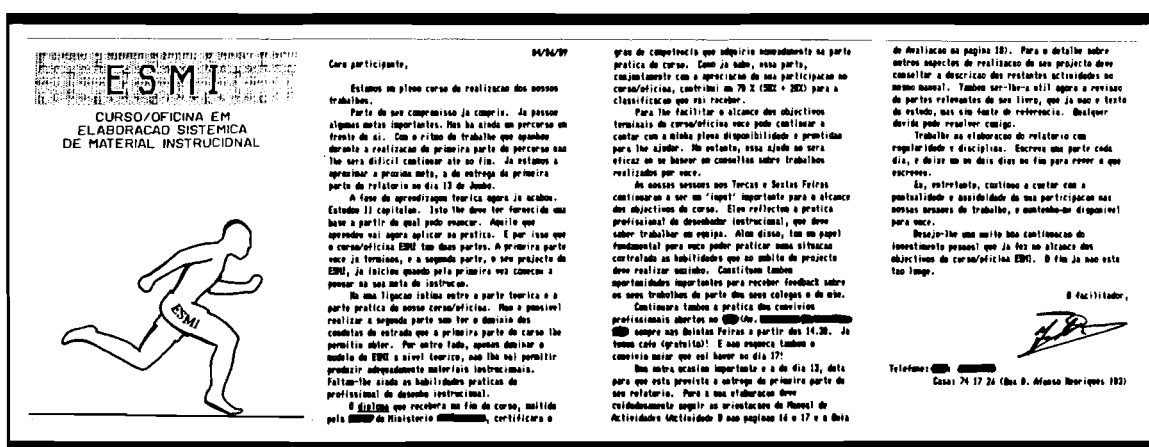 ESMI
CURSO/OFICINA EM
ELABORACAO SISTEMICA
DE MATERIAL INSTRUCIONAL
ESMI
04/06/89
Caro participante,
Estamos em pleno curso de realizacao dos nossos
trabalhos.
Parte do seu compromisso ja cumpriu. Ja passou
algumas metas importantes. Mas ha ainda um percurso em
frente de si. Com o ritmo de trabalho que apanhou
durante a realizacao da primeira parte do percurso nao
lhe sera dificil continuar ate ao fim. Ja estamos a
aproximar a proxima meta, a da entrega da primeira
parte do relatorio no dia 13 de Junho.
A fase de aprendizagem teorica agora ja acabou.
Estudou 11 capitulos. Isto lhe deve ter fornecido uma
base a partir da qual pode avancar. Aquilo que
aprendeu vai agora aplicar na pratica. E por isso que
o curso/oficina ESMI tem duas partes. A primeira parte
voce ja terminou, e a segunda parte, o seu projecto de
ESMI, ja iniciou quando pela primeira vez comecou a
pensar na sua meta de instrucao.
Ha uma ligacao intima entre a parte teorica e a
parte pratica do nosso curso/oficina. Nao e possivel
realizar a segunda parte sem ter o dominio das
condutas de entrada que a primeira parte do curso lhe
permitiu obter. Por outro lado, apenas dominar o
modelo de ESMI a nivel teorico, nao lhe vai permitir
produzir adequadamente materiais instrucionais.
Faltam-lhe ainda as habilidades praticas do
profissional do desenho instrucional.
O diploma que recebera no fim do curso, emitido
pela do Ministerio, certificara o
grau de competencia que adquiriu nomeadamente na parte
pratica do curso. Como ja sabe, essa parte,
conjuntamente com a apreciacao da sua participacao no
curso/oficina, contribui em 70 % (50% + 20%) para a
classificacao que vai receber.
Para lhe facilitar o alcance dos objectivos
terminais do curso/oficina voce pode continuar a
contar com a minha plena disponibilidade e prontidao
para lhe ajudar. No entanto, essa ajuda so sera
eficaz se se basear em consultas sobre trabalhos
realizados por voce.
As nossas sessoes nas Tercas e Sextas Feiras
continuarao a ser um "input" importante para o alcance
dos objectivos do curso. Elas reflectem a pratica
profissional do desenhador instrucional, que deve
saber trabalhar em equipa. Alem disso, tem um papel
fundamental para voce poder praticar numa situacao
controlada as habilidades que no ambito do projecto
deve realizar sozinho. Constituem tambem
oportunidades importantes para receber feedback sobre
os seus trabalhos da parte dos seus colegas e de mim.
Continuara tambem a pratica dos convivios
profissionais abertos no (Av.
sempre nas Quintas Feiras a partir das 14.30. Ja
temos cafe (gratuito)! E nao esqueca tambem o
convivio maior que vai haver no dia 17!
Uma outra ocasiao importante e a do dia 13, data
para que esta prevista a entrega da primeira parte do
seu relatorio. Para a sua elaboracao deve
cuidadosamente seguir as orientacoes do Manual de
Actividades (Actividade D nas paginas 16 e 17 e o Guia
de Avaliacao na pagina 18). Para o detalhe sobre
outros aspectos de realizacao do seu projecto deve
consultar a descricao das restantes actividades no
mesmo manual. Tambem ser-lhe-a util agora a revisao
de partes relevantes do seu livro, que ja nao e texto
de estudo, mas sim fonte de referencia. Qualquer
duvida pode resolver comigo.
Trabalhe na elaboracao do relatorio com
regularidade e disciplina. Escreva uma parte cada
dia, e deixe um ou dois dias no fim para rever o que
escreveu.
Eu, entretanto, continuo a contar com a
pontualidade e assiduidade da sua participacao nas
nossas sessoes de trabalho, e mantenho-me disponivel
para voce.
Desejo-lhe uma muito boa continuacao do
investimento pessoal que ja fez no alcance dos
objectivos do curso/oficina ESMI. O fim ja nao esta
tao longe.
O facilitador,
Telefone:
Casa: 74 17 26 (Rua D. Afonso Henriques 103)